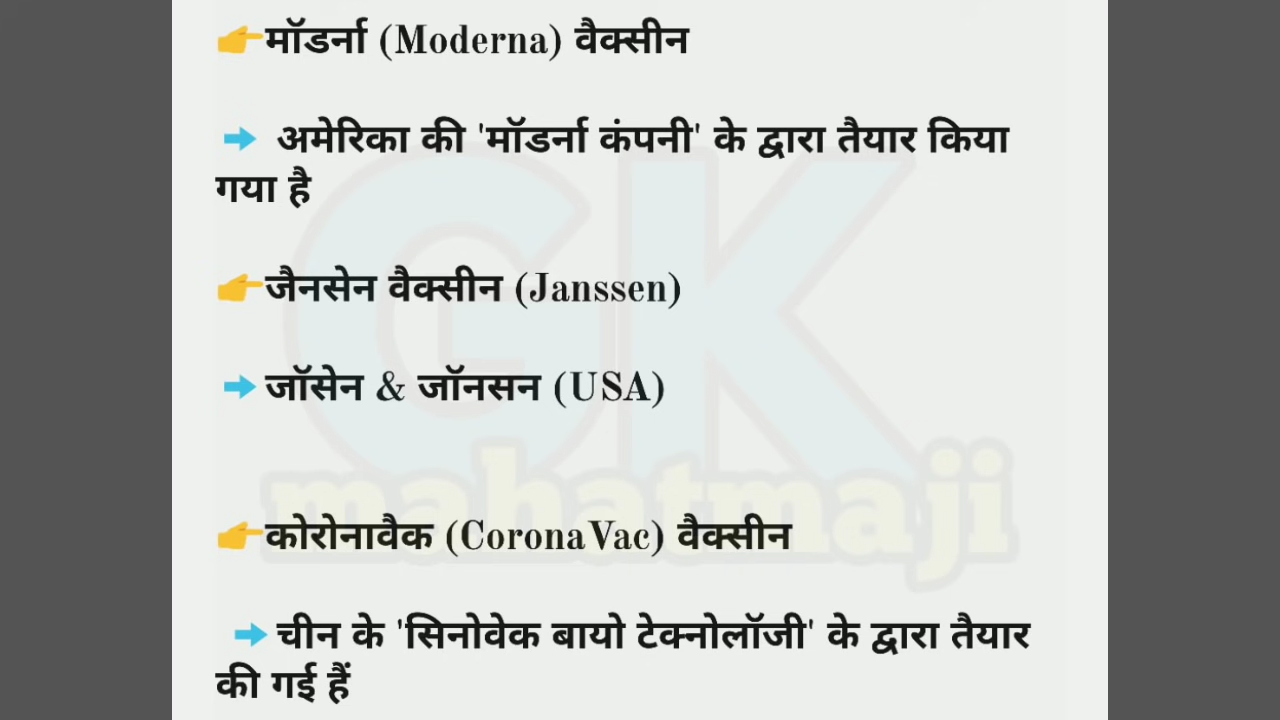 👉मॉडर्ना (Moderna) वैक्सीन
➡ अमेरिका की 'मॉडर्ना कंपनी' के द्वारा तैयार किया
गया है
👉जैनसेन वैक्सीन (Janssen)
➡जॉसेन & जॉनसन (USA)
👉कोरोनावैक (CoronaVac) वैक्सीन
➡चीन के 'सिनोवेक बायो टेक्नोलॉजी' के द्वारा तैयार
की गई हैं
GK
mahatmaji